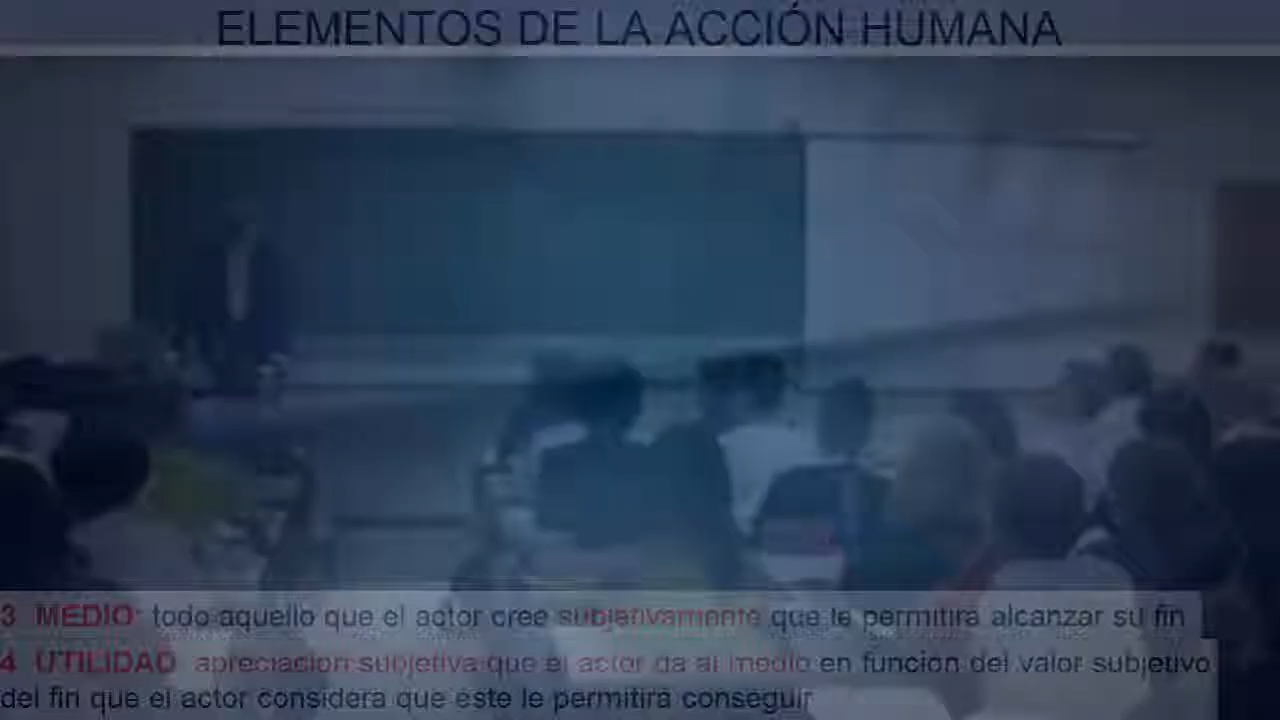 ELEMENTOS DE LA ACCIÓN HUMANA
3 MEDIO: todo aquello que el actor cree subjetivamente que le permitirá alcanzar su fin
4 UTILIDAD: apreciación subjetiva que el actor da al medio en función del valor subjetivo
del fin que el actor considera que éste le permitirá conseguir